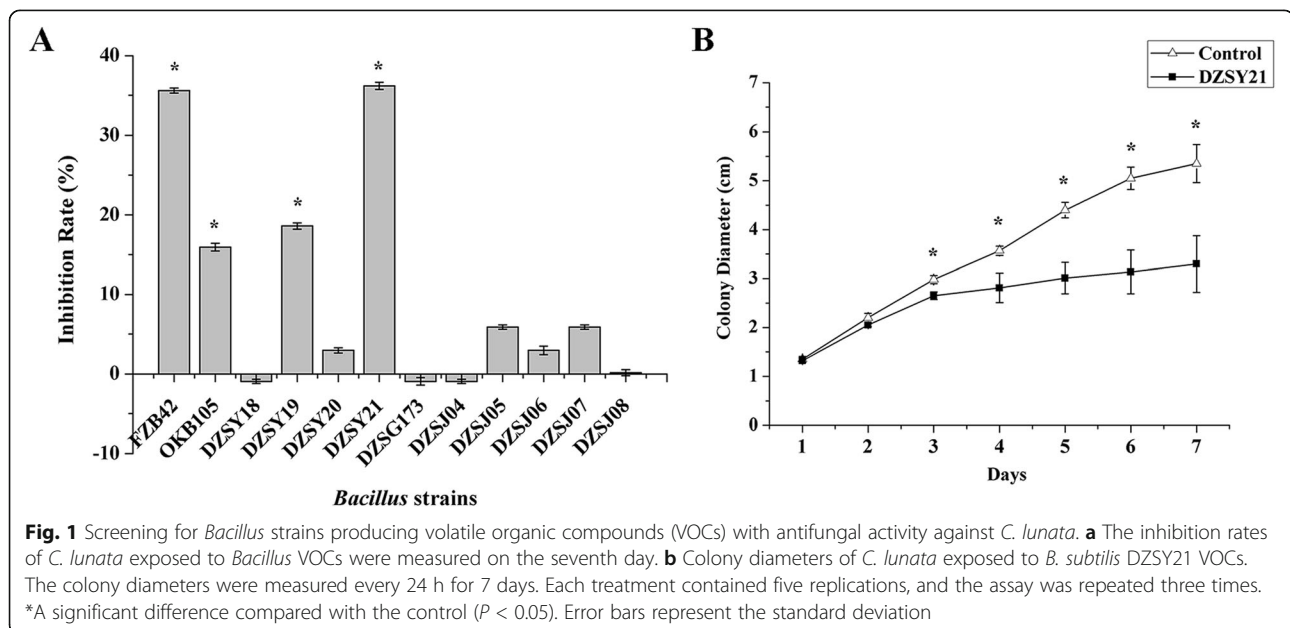 A
Inhibition Rate (%)
40
30
20
10
0
-10
FZB42
OKB105
DZSY18
DZSY19
DZSY20
DZSY21
DZSG173
DZSJ04
DZSJ05
DZSJ06
DZSJ07
DZSJ08
* * * *
Bacillus strains
B
Control
DZSY21
Colony Diameter (cm)
7
6
5
4
3
2
1
0
* * * * *
1 2 3 4 5 6 7
Days
Fig. 1 Screening for Bacillus strains producing volatile organic compounds (VOCs) with antifungal activity against C. lunata. a The inhibition rates
of C. lunata exposed to Bacillus VOCs were measured on the seventh day. b Colony diameters of C. lunata exposed to B. subtilis DZSY21 VOCs.
The colony diameters were measured every 24 h for 7 days. Each treatment contained five replications, and the assay was repeated three times.
*A significant difference compared with the control (P < 0.05). Error bars represent the standard deviation